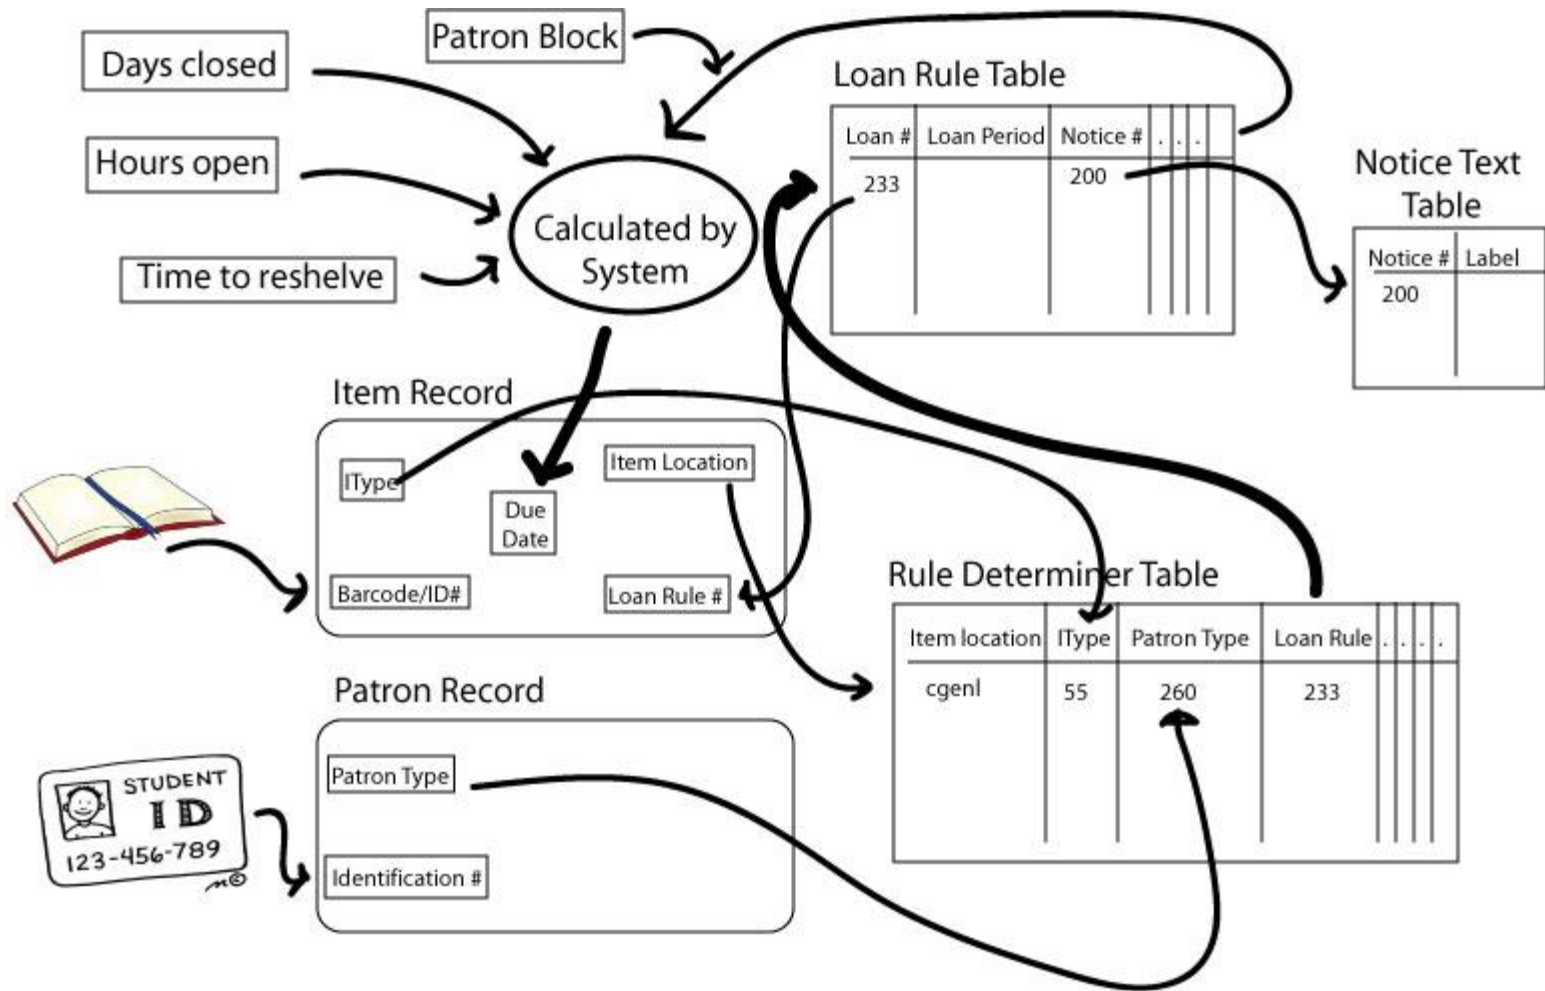 Patron Block
Days closed
Hours open
Time to reshelve
Calculated by
System
Loan Rule Table
Loan # Loan Period Notice # . . .
233 200
Notice Text
Table
Notice # Label
200
Item Record
IType
Item Location
Due
Date
Barcode/ID#
Loan Rule #
Rule Determiner Table
Item location IType Patron Type Loan Rule . . . .
cgenl 55 260 233
Patron Record
Patron Type
Identification #
STUDENT
ID
123-456-789